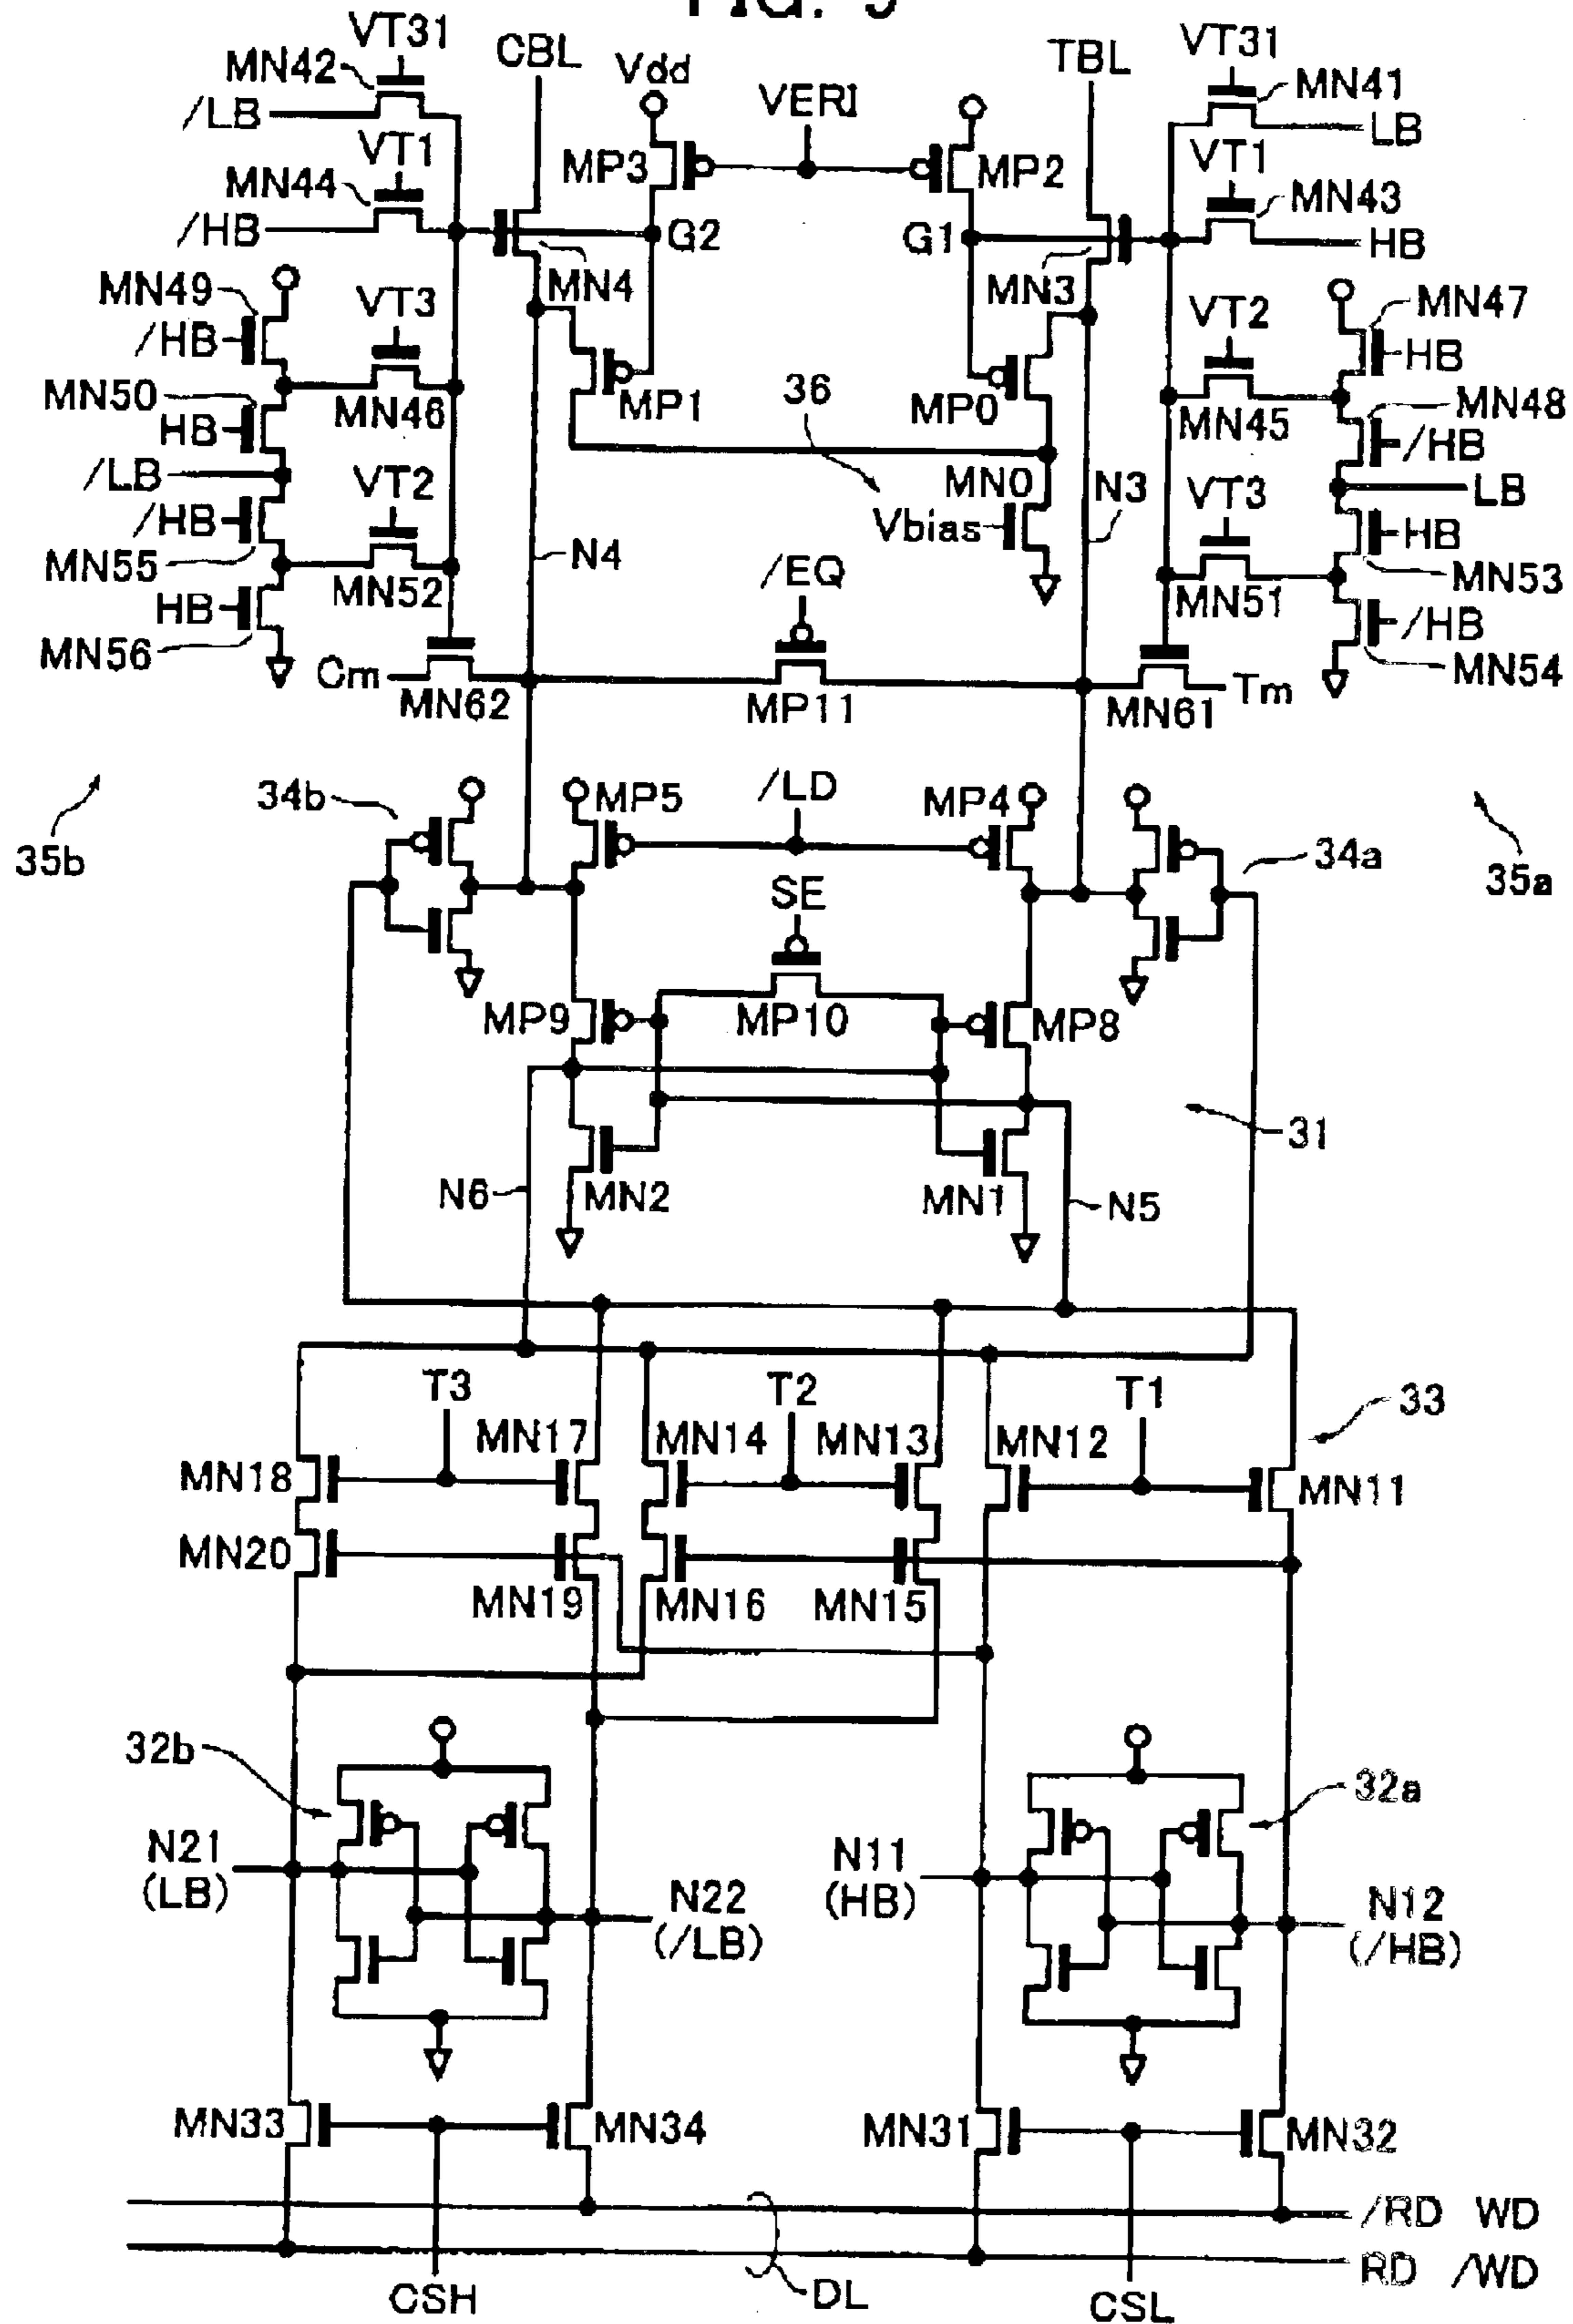 VT31
MN42
/LB
CBL
Vdd
VERI
TBL
VT31
MN41
LB
VT1
MN44
/HB
MP3
MP2
VT1
MN43
HB
G2
G1
MN4
MN3
MN49
/HB
VT3
VT2
MN47
HB
MN50
HB
MN46
MP1
36
MP0
MN45
MN48
/HB
/LB
VT2
MN0
N3
VT3
LB
/HB
Vbias
HB
MN55
MN52
N4
/EQ
MN51
MN53
HB
/HB
MN56
Cm
MN62
MP11
MN61
Tm
MN54
35b
34b
MP5
/LD
MP4
34a
35a
SE
MP9
MP10
MP8
31
N6
MN2
MN1
N5
T3
T2
T1
33
MN17
MN14
MN13
MN12
MN18
MN11
MN20
MN19
MN16
MN15
32b
32a
N21
(LB)
N22
(/LB)
N11
(HB)
N12
(/HB)
MN33
MN34
MN31
MN32
/RD WD
RD /WD
CSH
DL
CSL